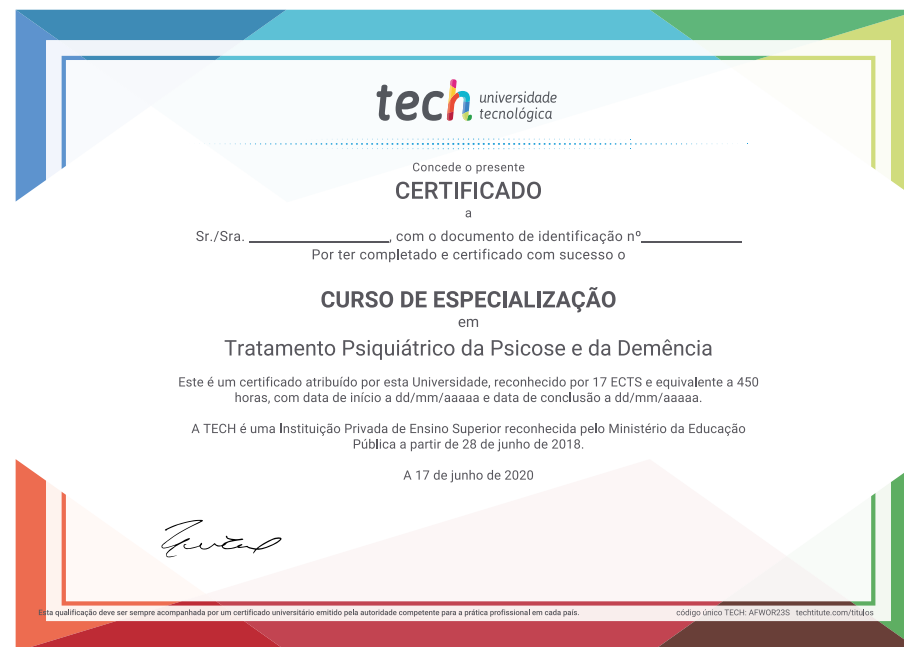 tech universidade
tecnológica
Concede o presente
CERTIFICADO
a
Sr./Sra. ________________, com o documento de identificação nº____________
Por ter completado e certificado com sucesso o
CURSO DE ESPECIALIZAÇÃO
em
Tratamento Psiquiátrico da Psicose e da Demência
Este é um certificado atribuído por esta Universidade, reconhecido por 17 ECTS e equivalente a 450
horas, com data de início a dd/mm/aaaaa e data de conclusão a dd/mm/aaaaa.
A TECH é uma Instituição Privada de Ensino Superior reconhecida pelo Ministério da Educação
Pública a partir de 28 de junho de 2018.
A 17 de junho de 2020
Esta qualificação deve ser sempre acompanhada por um certificado universitário emitido pela autoridade competente para a prática profissional em cada país.
código único TECH: AFWOR23S techtitute.com/titulos